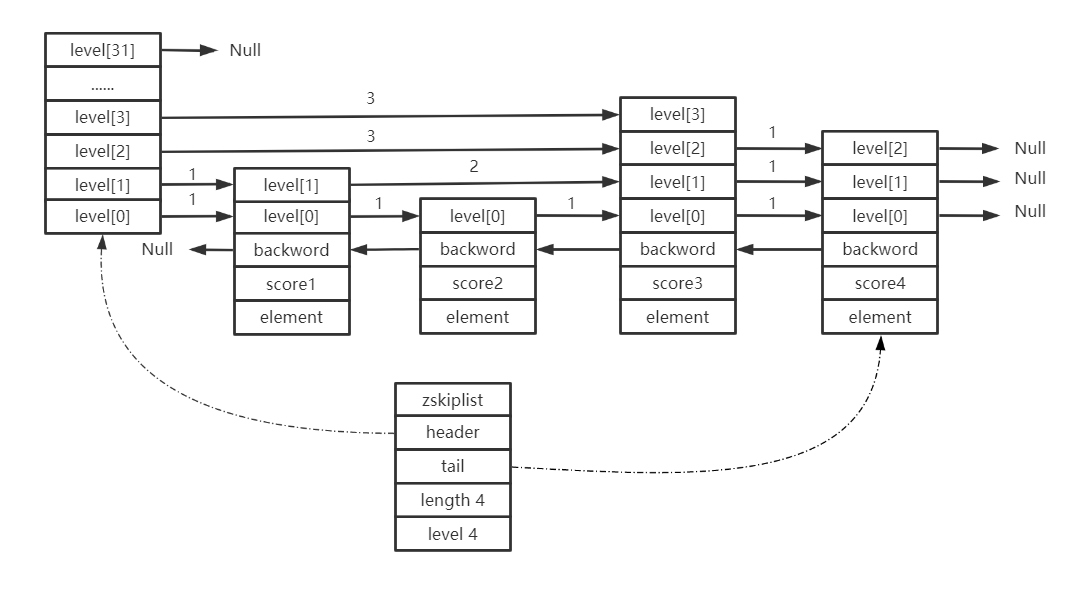 level[31]
Null
......
level[3]
3
level[3]
level[2]
3
level[2]
1
level[2]
Null
level[1]
1
level[1]
2
level[1]
1
level[1]
Null
level[0]
1
level[0]
1
level[0]
1
level[0]
1
level[0]
Null
Null
backword
backword
backword
backword
score1
score2
score3
score4
element
element
element
element
zskiplist
header
tail
length 4
level 4